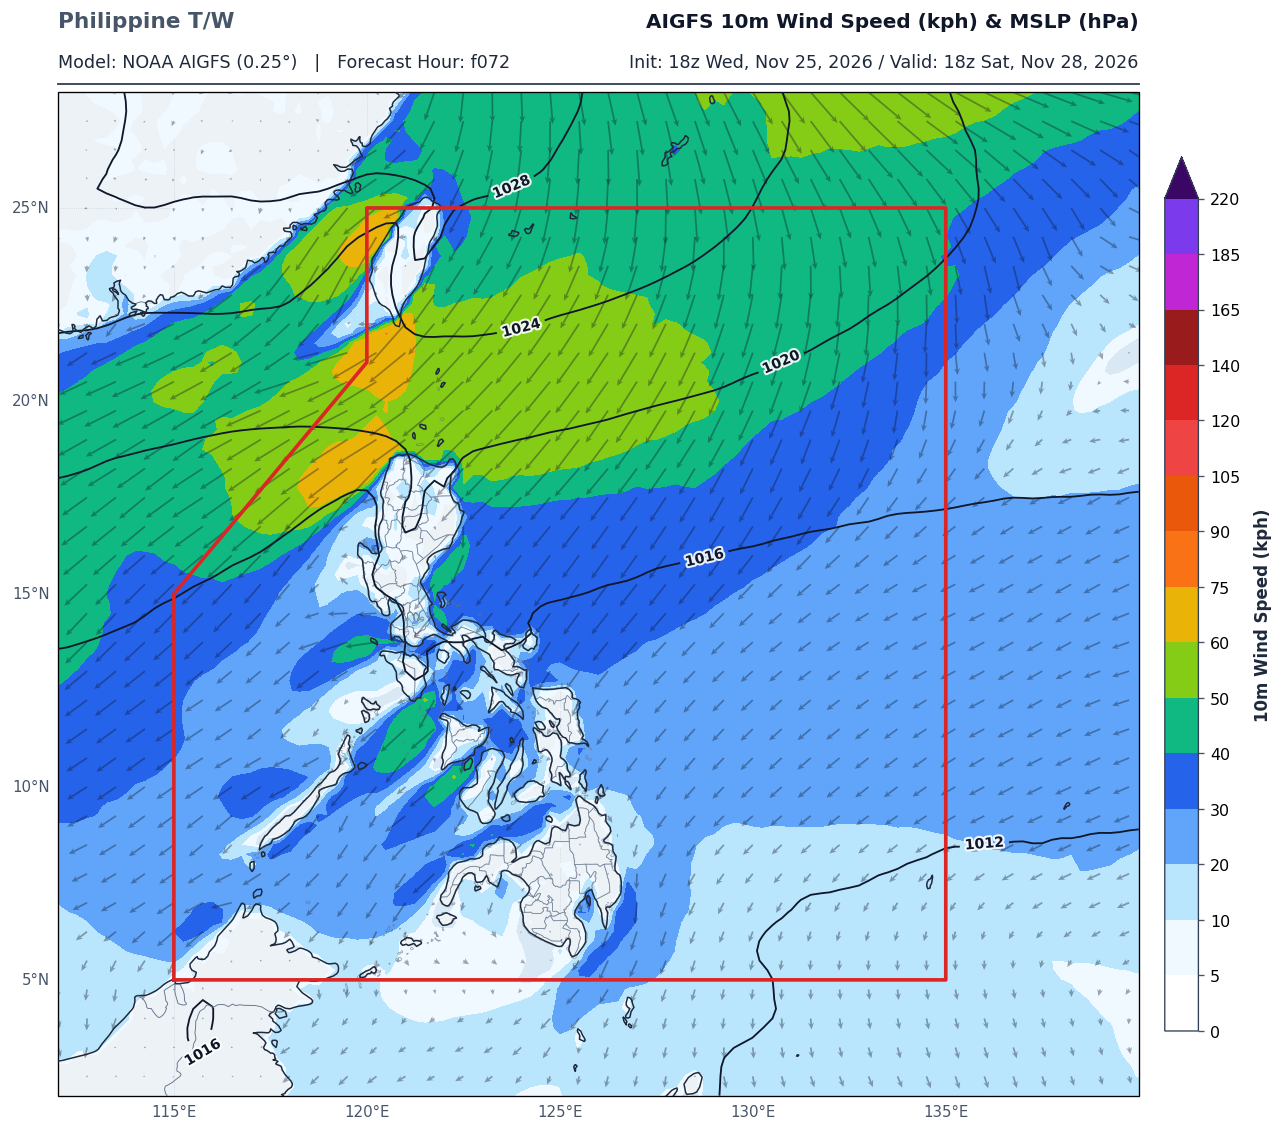 Philippine T/W
AIGFS 10m Wind Speed (kph) & MSLP (hPa)
Model: NOAA AIGFS (0.25°) | Forecast Hour: f072
Init: 18z Wed, Nov 25, 2026 / Valid: 18z Sat, Nov 28, 2026
25°N
20°N
15°N
10°N
5°N
115°E
120°E
125°E
130°E
135°E
1028
1024
1020
1016
1012
1016
220
185
165
140
120
105
90
75
60
50
40
30
20
10
5
0
10m Wind Speed (kph)